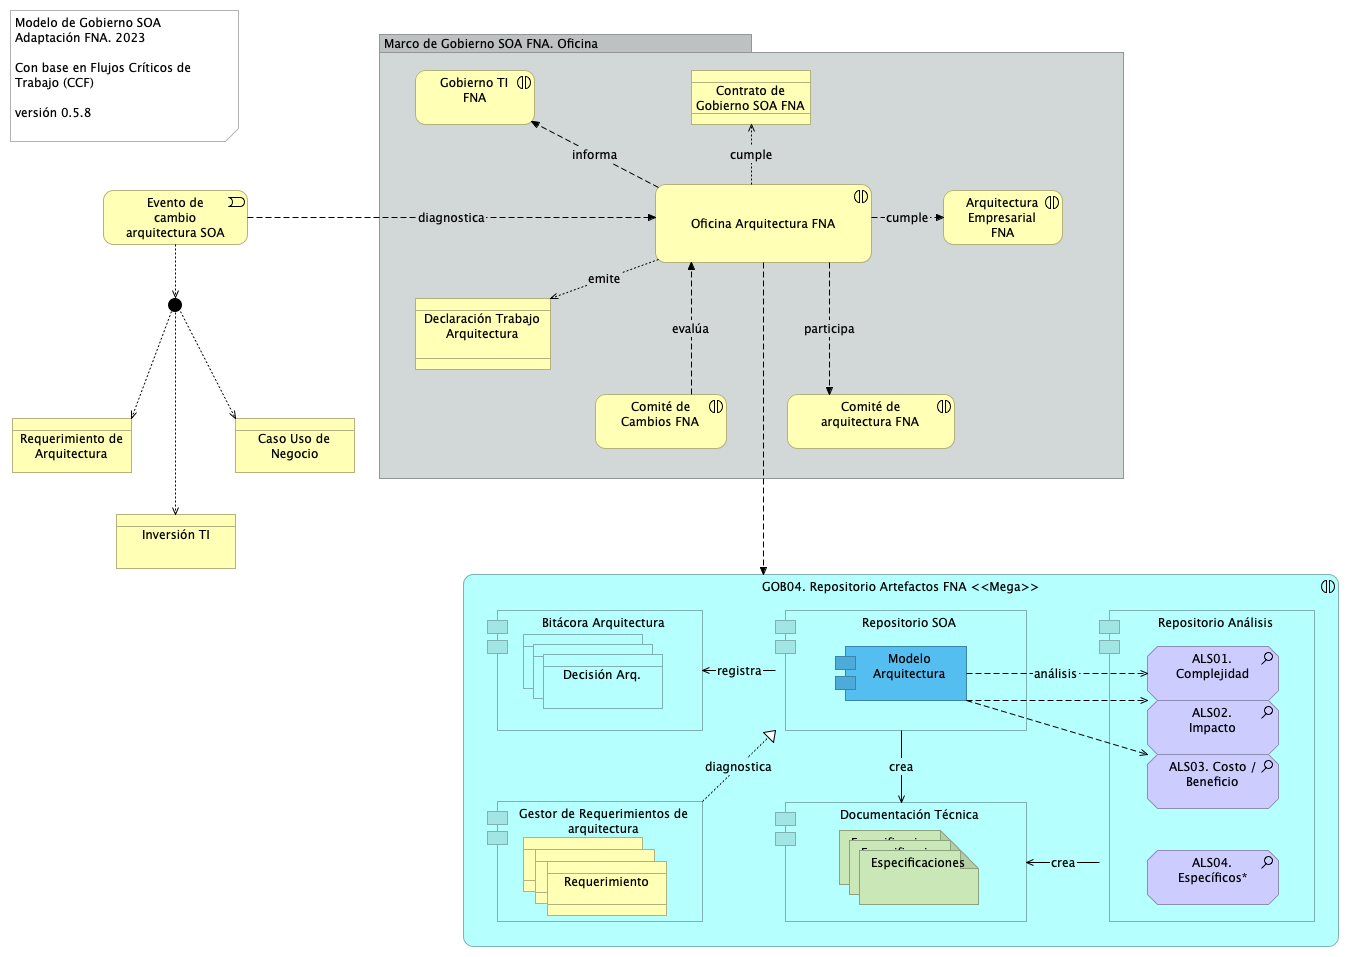 Modelo de Gobierno SOA
Adaptación FNA. 2023
Con base en Flujos Críticos de
Trabajo (CCF)
versión 0.5.8
Marco de Gobierno SOA FNA. Oficina
Gobierno TI
FNA
Contrato de
Gobierno SOA FNA
informa
cumple
Evento de
cambio
arquitectura SOA
diagnostica
Oficina Arquitectura FNA
cumple
Arquitectura
Empresarial
FNA
emite
Declaración Trabajo
Arquitectura
evalúa
participa
Comité de
Cambios FNA
Comité de
arquitectura FNA
Requerimiento de
Arquitectura
Caso Uso de
Negocio
Inversión TI
GOB04. Repositorio Artefactos FNA <<Mega>>
Bitácora Arquitectura
Decisión Arq.
registra
Repositorio SOA
Modelo
Arquitectura
análisis
Repositorio Análisis
ALS01.
Complejidad
ALS02.
Impacto
ALS03. Costo /
Beneficio
diagnostica
crea
Gestor de Requerimientos de
arquitectura
Requerimiento
Documentación Técnica
Especificaciones
crea
ALS04.
Específicos*